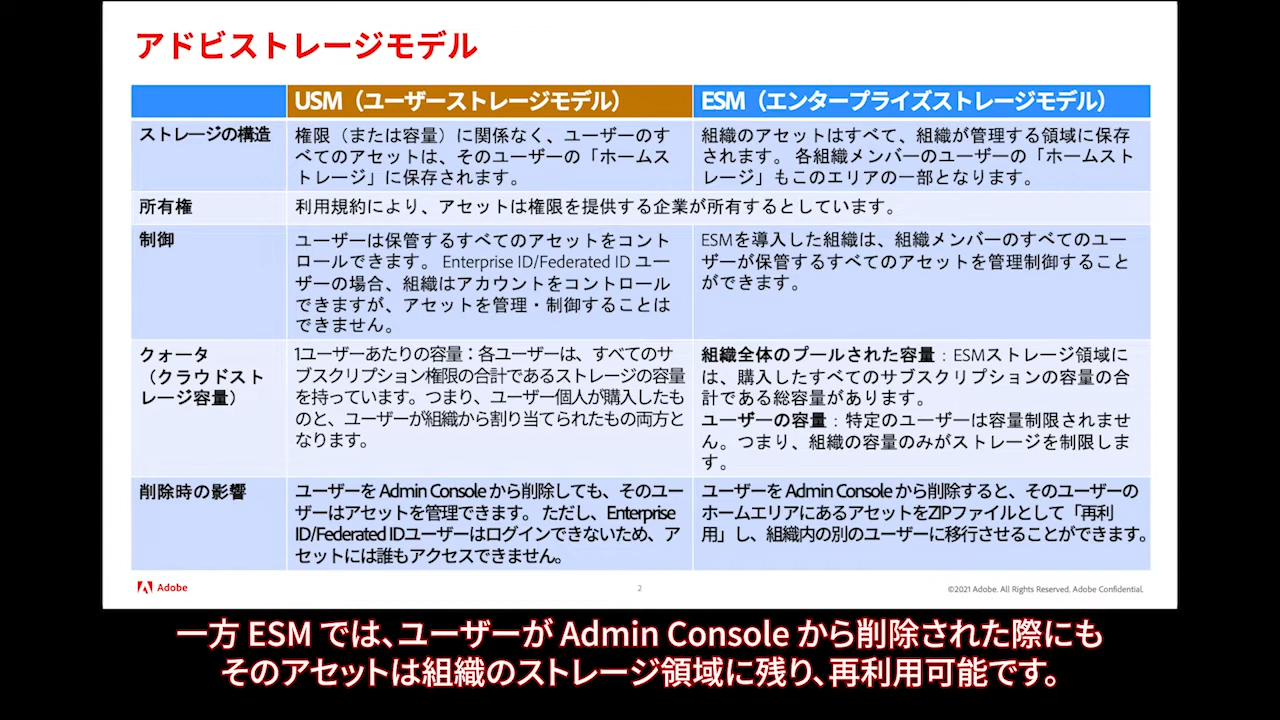 アドビストレージモデル
USM（ユーザーストレージモデル）
ESM（エンタープライズストレージモデル）
ストレージの構造
権限（または容量）に関係なく、ユーザーのす
べてのアセットは、そのユーザーの「ホームス
トレージ」に保存されます。
組織のアセットはすべて、組織が管理する領域に保存
されます。 各組織メンバーのユーザーの「ホームスト
レージ」もこのエリアの一部となります。
所有権
利用規約により、アセットは権限を提供する企業が所有するとしています。
制御
ユーザーは保管するすべてのアセットをコント
ロールできます。 Enterprise ID/Federated ID ユー
ザーの場合、組織はアカウントをコントロール
できますが、アセットを管理・制御することは
できません。
ESMを導入した組織は、組織メンバーのすべてのユー
ザーが保管するすべてのアセットを管理制御すること
ができます。
クォータ
（クラウドスト
レージ容量）
1ユーザーあたりの容量：各ユーザーは、すべてのサ
ブスクリプション権限の合計であるストレージの容量
を持っています。つまり、ユーザー個人が購入したも
のと、ユーザーが組織から割り当てられたもの両方と
なります。
組織全体のプールされた容量：ESMストレージ領域に
は、購入したすべてのサブスクリプションの容量の合
計である総容量があります。
ユーザーの容量：特定のユーザーは容量制限されませ
ん。つまり、組織の容量のみがストレージを制限しま
す。
削除時の影響
ユーザーを Admin Console から削除しても、そのユー
ザーはアセットを管理できます。 ただし、Enterprise
ID/Federated IDユーザーはログインできないため、ア
セットには誰もアクセスできません。
ユーザーを Admin Console から削除すると、そのユーザーの
ホームエリアにあるアセットをZIPファイルとして「再利
用」し、組織内の別のユーザーに移行させることができます。
Adobe
2
©2021 Adobe. All Rights Reserved. Adobe Confidential.
一方 ESM では、ユーザーが Admin Console から削除された際にも
そのアセットは組織のストレージ領域に残り、再利用可能です。